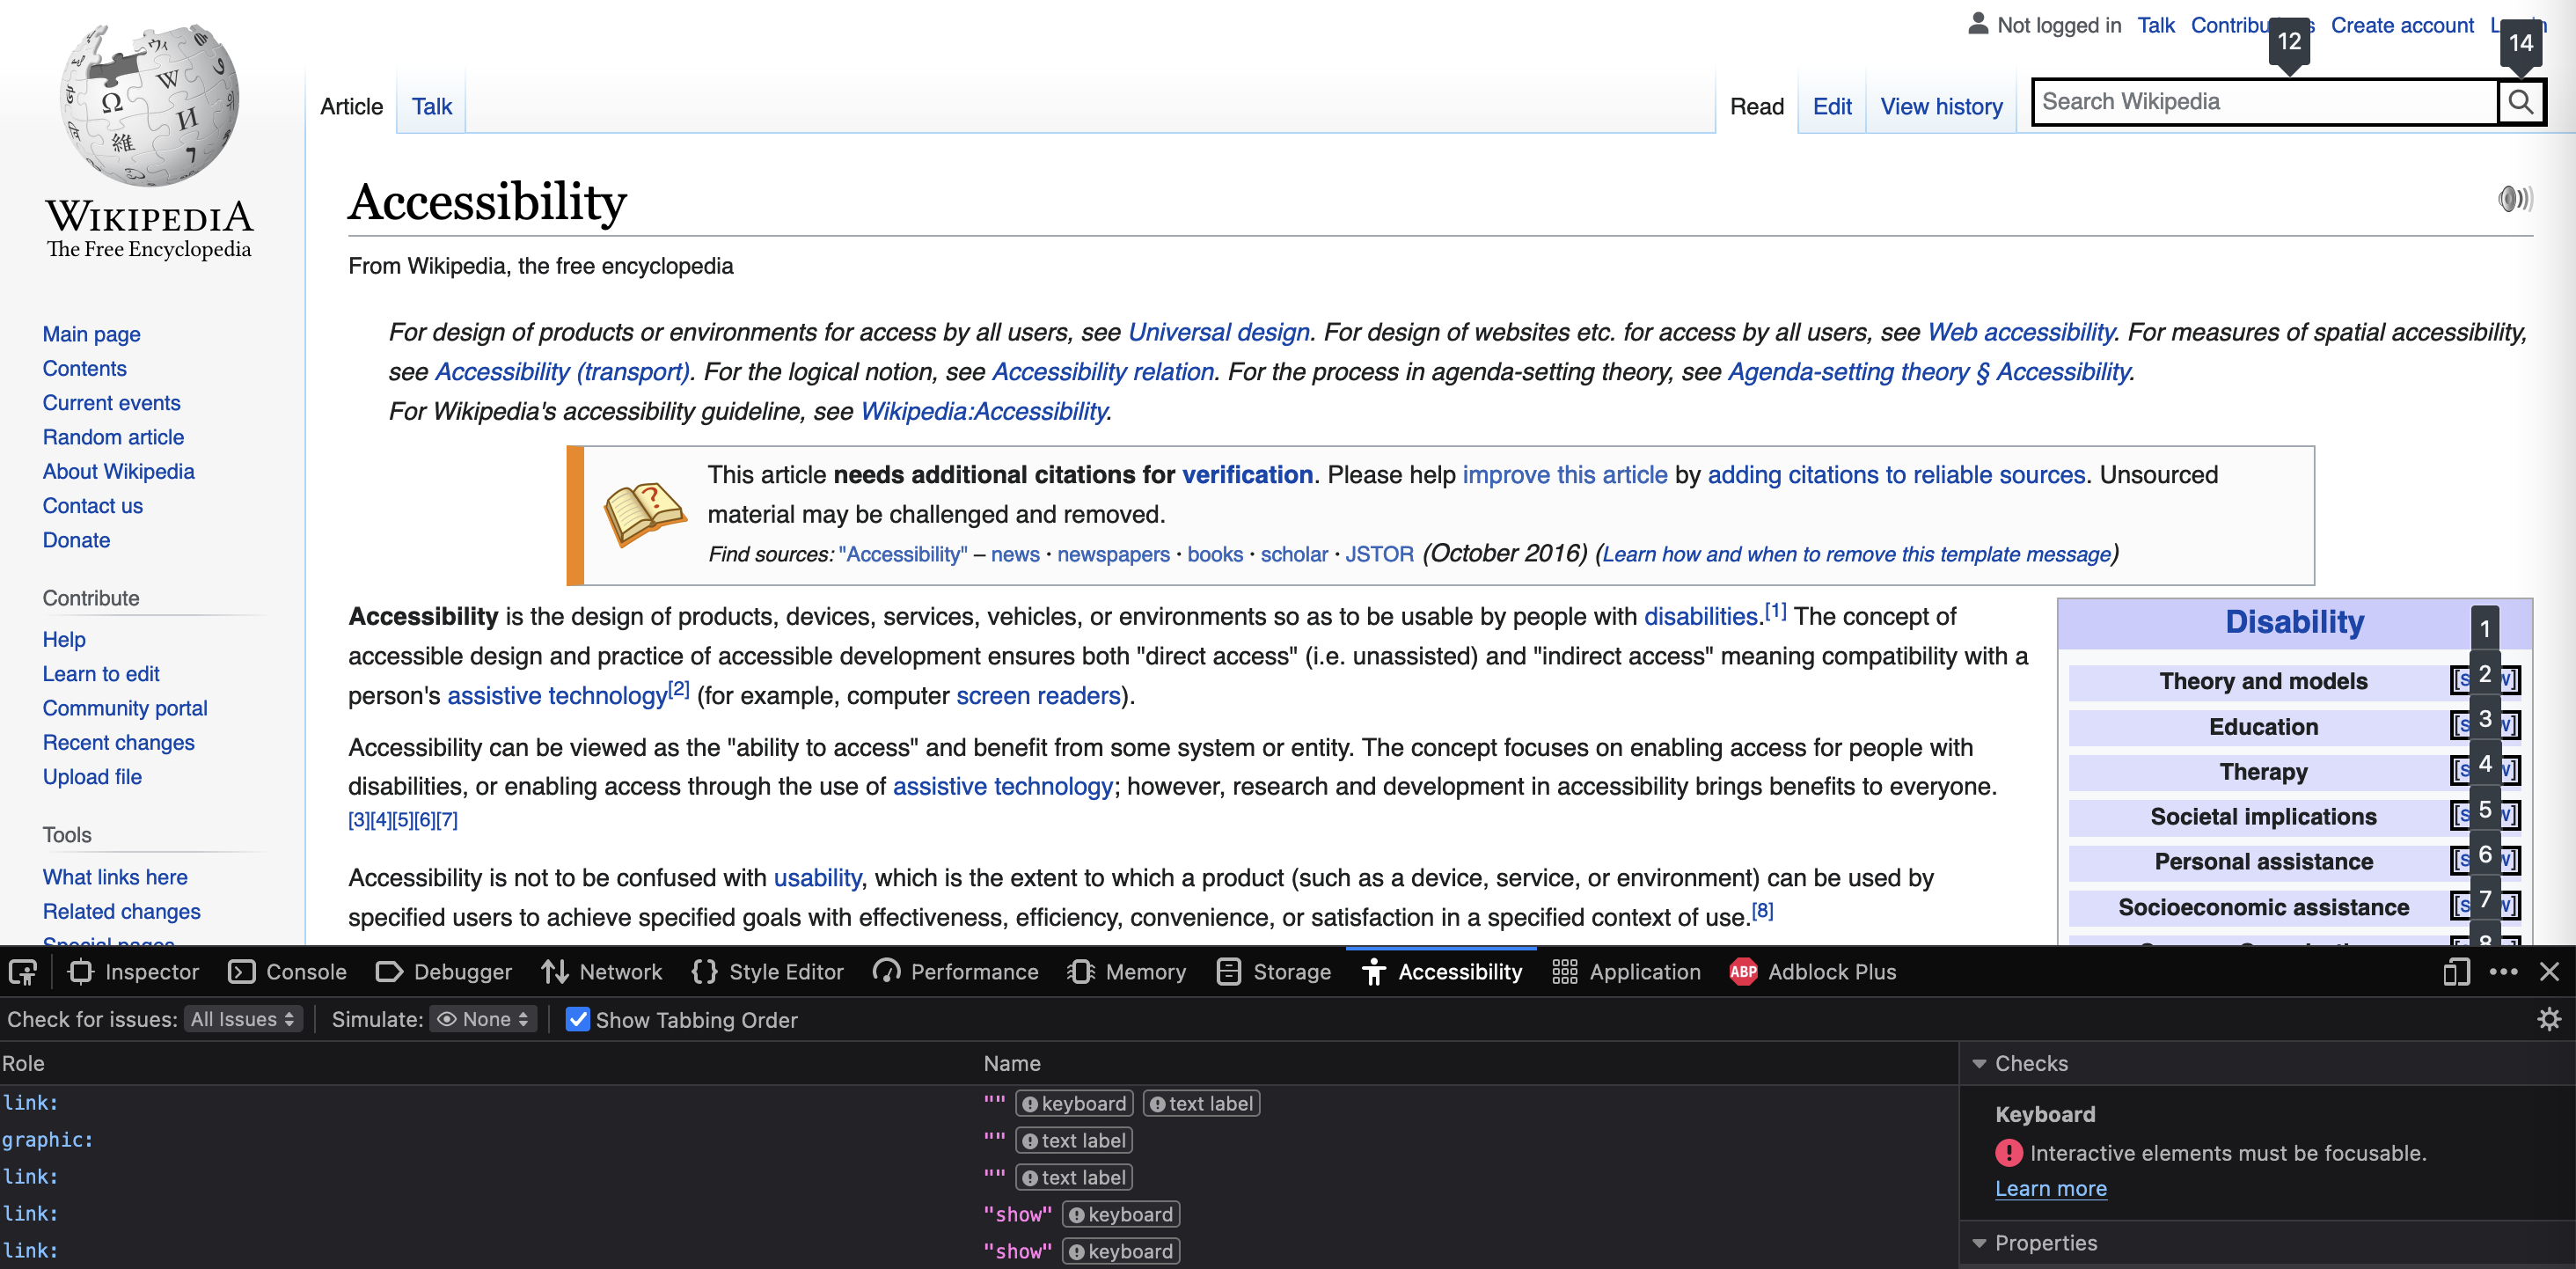 WIKIPEDIA
The Free Encyclopedia
Not logged in Talk Create account
12
14
Article Talk Read Edit View history Search Wikipedia
Accessibility
From Wikipedia, the free encyclopedia
For design of products or environments for access by all users, see Universal design. For design of websites etc. for access by all users, see Web accessibility. For measures of spatial accessibility,
see Accessibility (transport). For the logical notion, see Accessibility relation. For the process in agenda-setting theory, see Agenda-setting theory § Accessibility.
For Wikipedia's accessibility guideline, see Wikipedia:Accessibility.
This article needs additional citations for verification. Please help improve this article by adding citations to reliable sources. Unsourced
material may be challenged and removed.
Find sources: "Accessibility" – news · newspapers · books · scholar · JSTOR (October 2016) (Learn how and when to remove this template message)
Accessibility is the design of products, devices, services, vehicles, or environments so as to be usable by people with disabilities.[1] The concept of
accessible design and practice of accessible development ensures both "direct access" (i.e. unassisted) and "indirect access" meaning compatibility with a
person's assistive technology[2] (for example, computer screen readers).
Accessibility can be viewed as the "ability to access" and benefit from some system or entity. The concept focuses on enabling access for people with
disabilities, or enabling access through the use of assistive technology; however, research and development in accessibility brings benefits to everyone.
[3][4][5][6][7]
Accessibility is not to be confused with usability, which is the extent to which a product (such as a device, service, or environment) can be used by
specified users to achieve specified goals with effectiveness, efficiency, convenience, or satisfaction in a specified context of use.[8]
Main page
Contents
Current events
Random article
About Wikipedia
Contact us
Donate
Contribute
Help
Learn to edit
Community portal
Recent changes
Upload file
Tools
What links here
Related changes
Special pages
Disability 1
Theory and models 2
Education 3
Therapy 4
Societal implications 5
Personal assistance 6
Socioeconomic assistance 7
8
Inspector Console Debugger Network Style Editor Performance Memory Storage Accessibility Application ABP Adblock Plus
Check for issues: All Issues Simulate: None Show Tabbing Order
Role Name
link: "" keyboard text label
graphic: "" text label
link: "" text label
link: "show" keyboard
link: "show" keyboard
Checks
Keyboard
Interactive elements must be focusable.
Learn more
Properties